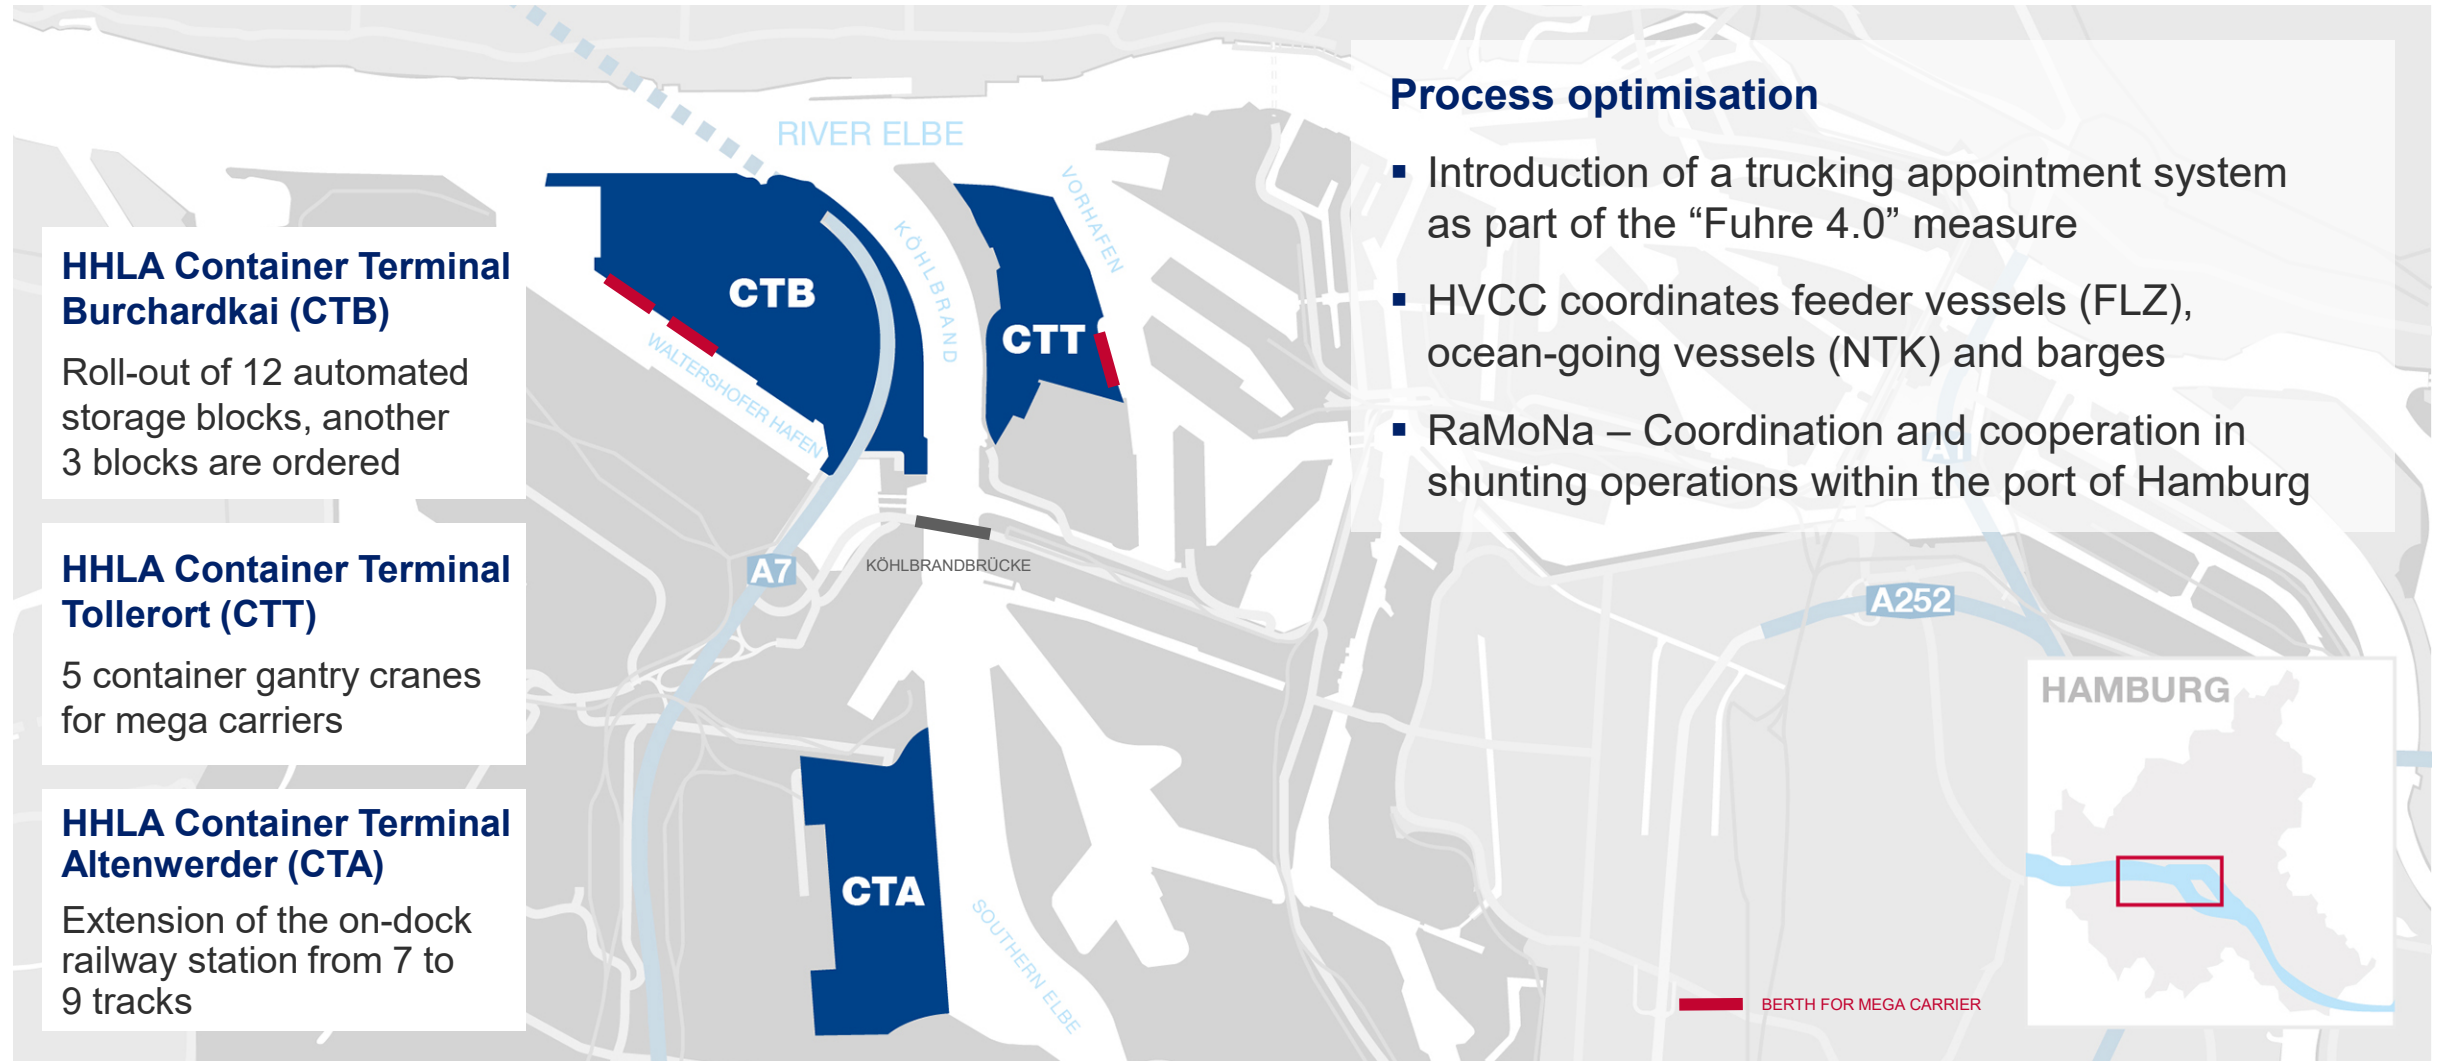 HHLA Container Terminal
Burchardkai (CTB)
Roll-out of 12 automated
storage blocks, another
3 blocks are ordered
HHLA Container Terminal
Tollerort (CTT)
5 container gantry cranes
for mega carriers
HHLA Container Terminal
Altenwerder (CTA)
Extension of the on-dock
railway station from 7 to
9 tracks
RIVER ELBE
VORHAFEN
KÖHLBRAND
CTB
CTT
WALTERSHOFER HAFEN
A7
KÖHLBRANDBRÜCKE
CTA
SOUTHERN ELBE
Process optimisation
▪ Introduction of a trucking appointment system
as part of the “Fuhre 4.0” measure
▪ HVCC coordinates feeder vessels (FLZ),
ocean-going vessels (NTK) and barges
▪ RaMoNa – Coordination and cooperation in
shunting operations within the port of Hamburg
A1
A252
HAMBURG
BERTH FOR MEGA CARRIER